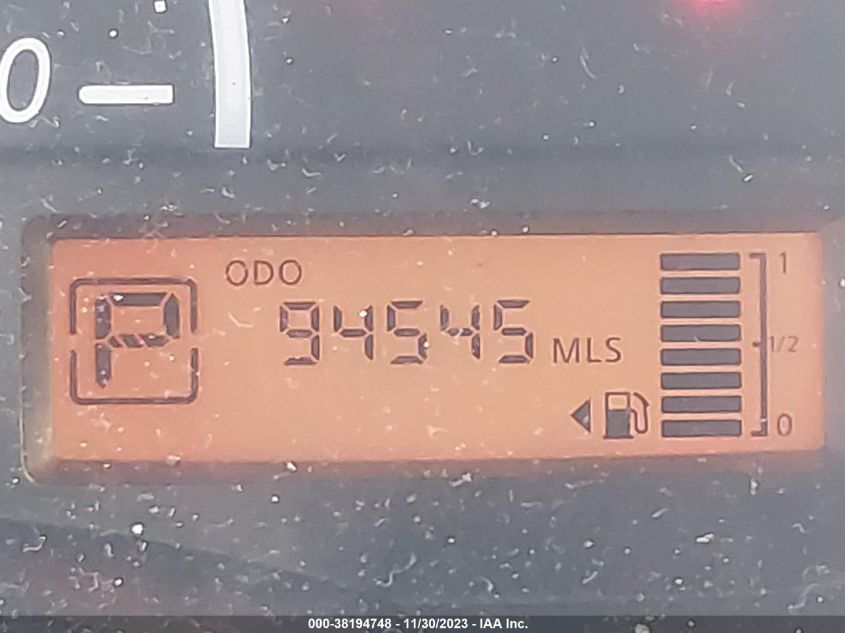 0
ODO
1
P
94545 MLS
1/2
0
000-38194748 - 11/30/2023 - IAA Inc.